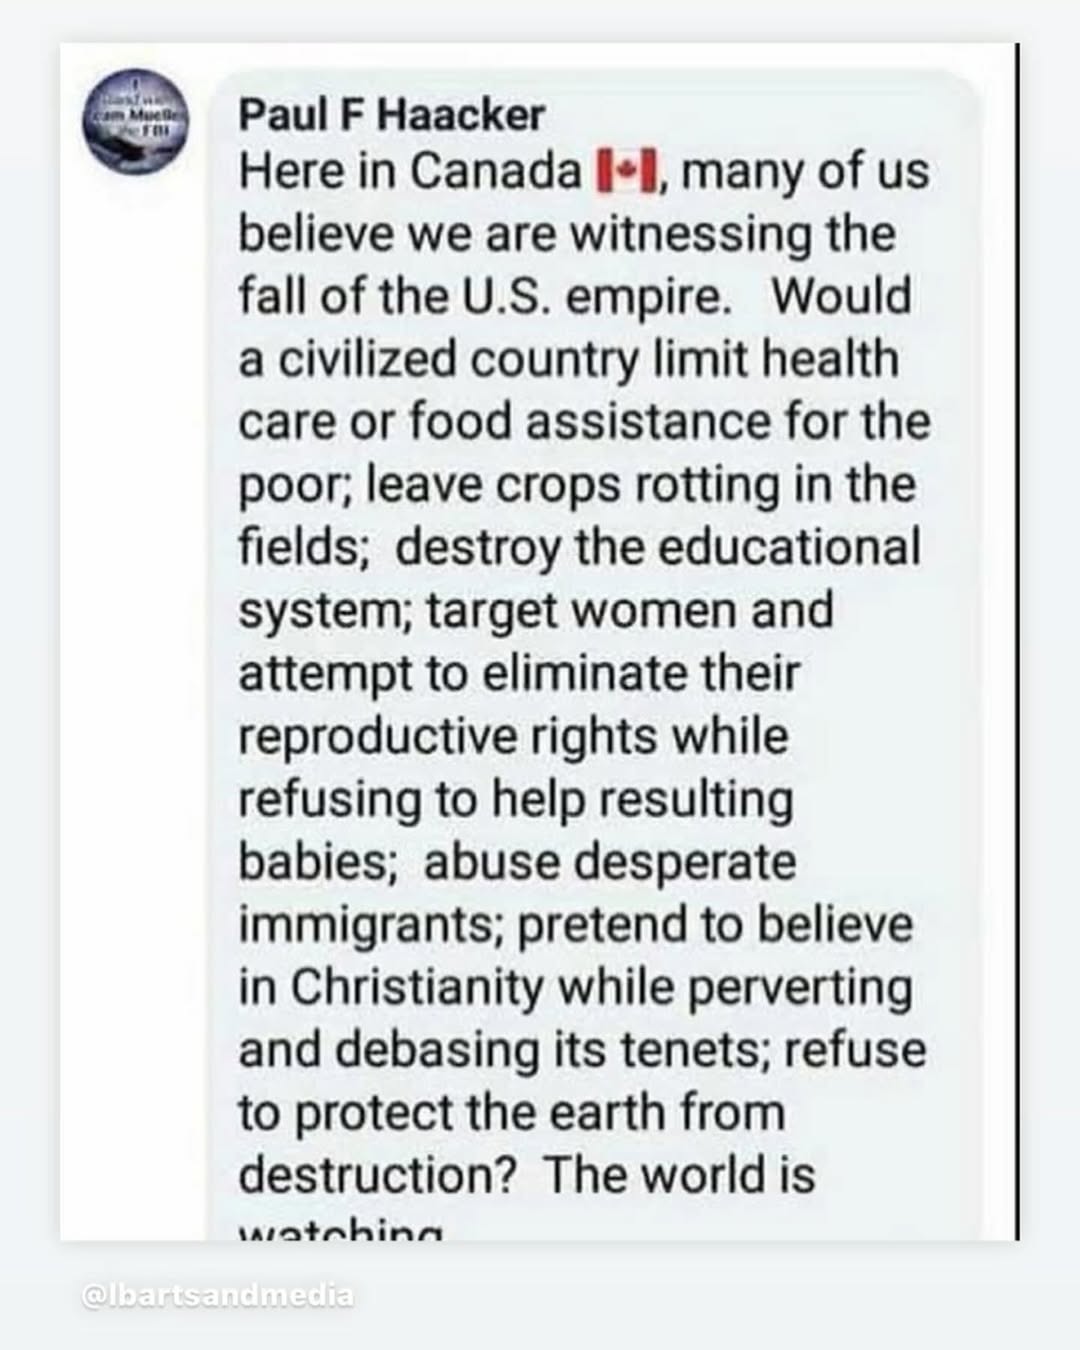 Paul F Haacker
Here in Canada 🇨🇦, many of us
believe we are witnessing the
fall of the U.S. empire.   Would
a civilized country limit health
care or food assistance for the
poor; leave crops rotting in the
fields;  destroy the educational
system; target women and
attempt to eliminate their
reproductive rights while
refusing to help resulting
babies;  abuse desperate
immigrants; pretend to believe
in Christianity while perverting
and debasing its tenets; refuse
to protect the earth from
destruction?  The world is
watching
@lbartsandmedia